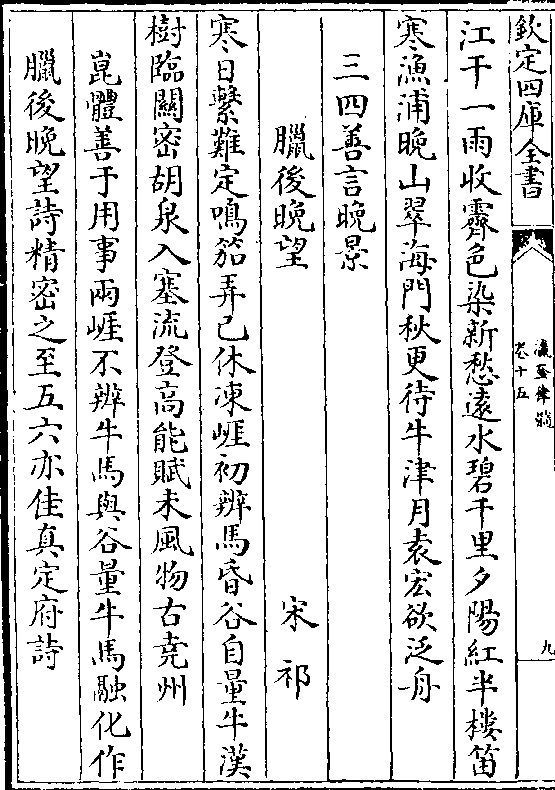 欽定四庫全書
瀛奎律髓
卷十五
九
江干一雨收霽色染新愁遠水碧千里夕陽紅半樓笛
寒漁浦晚山翠海門秋更待牛津月袁宏欲泛舟
三四善言晚景
臘後晚望
宋祁
寒日繫難定鳴笳弄已休凍崕初辨馬昏谷自量牛漢
樹臨關密胡泉入塞流登高能賦未風物古堯州
崑體善于用事兩崕不辨牛馬與谷量牛馬融化作
臘後晚望詩精密之至五六亦佳真定府詩